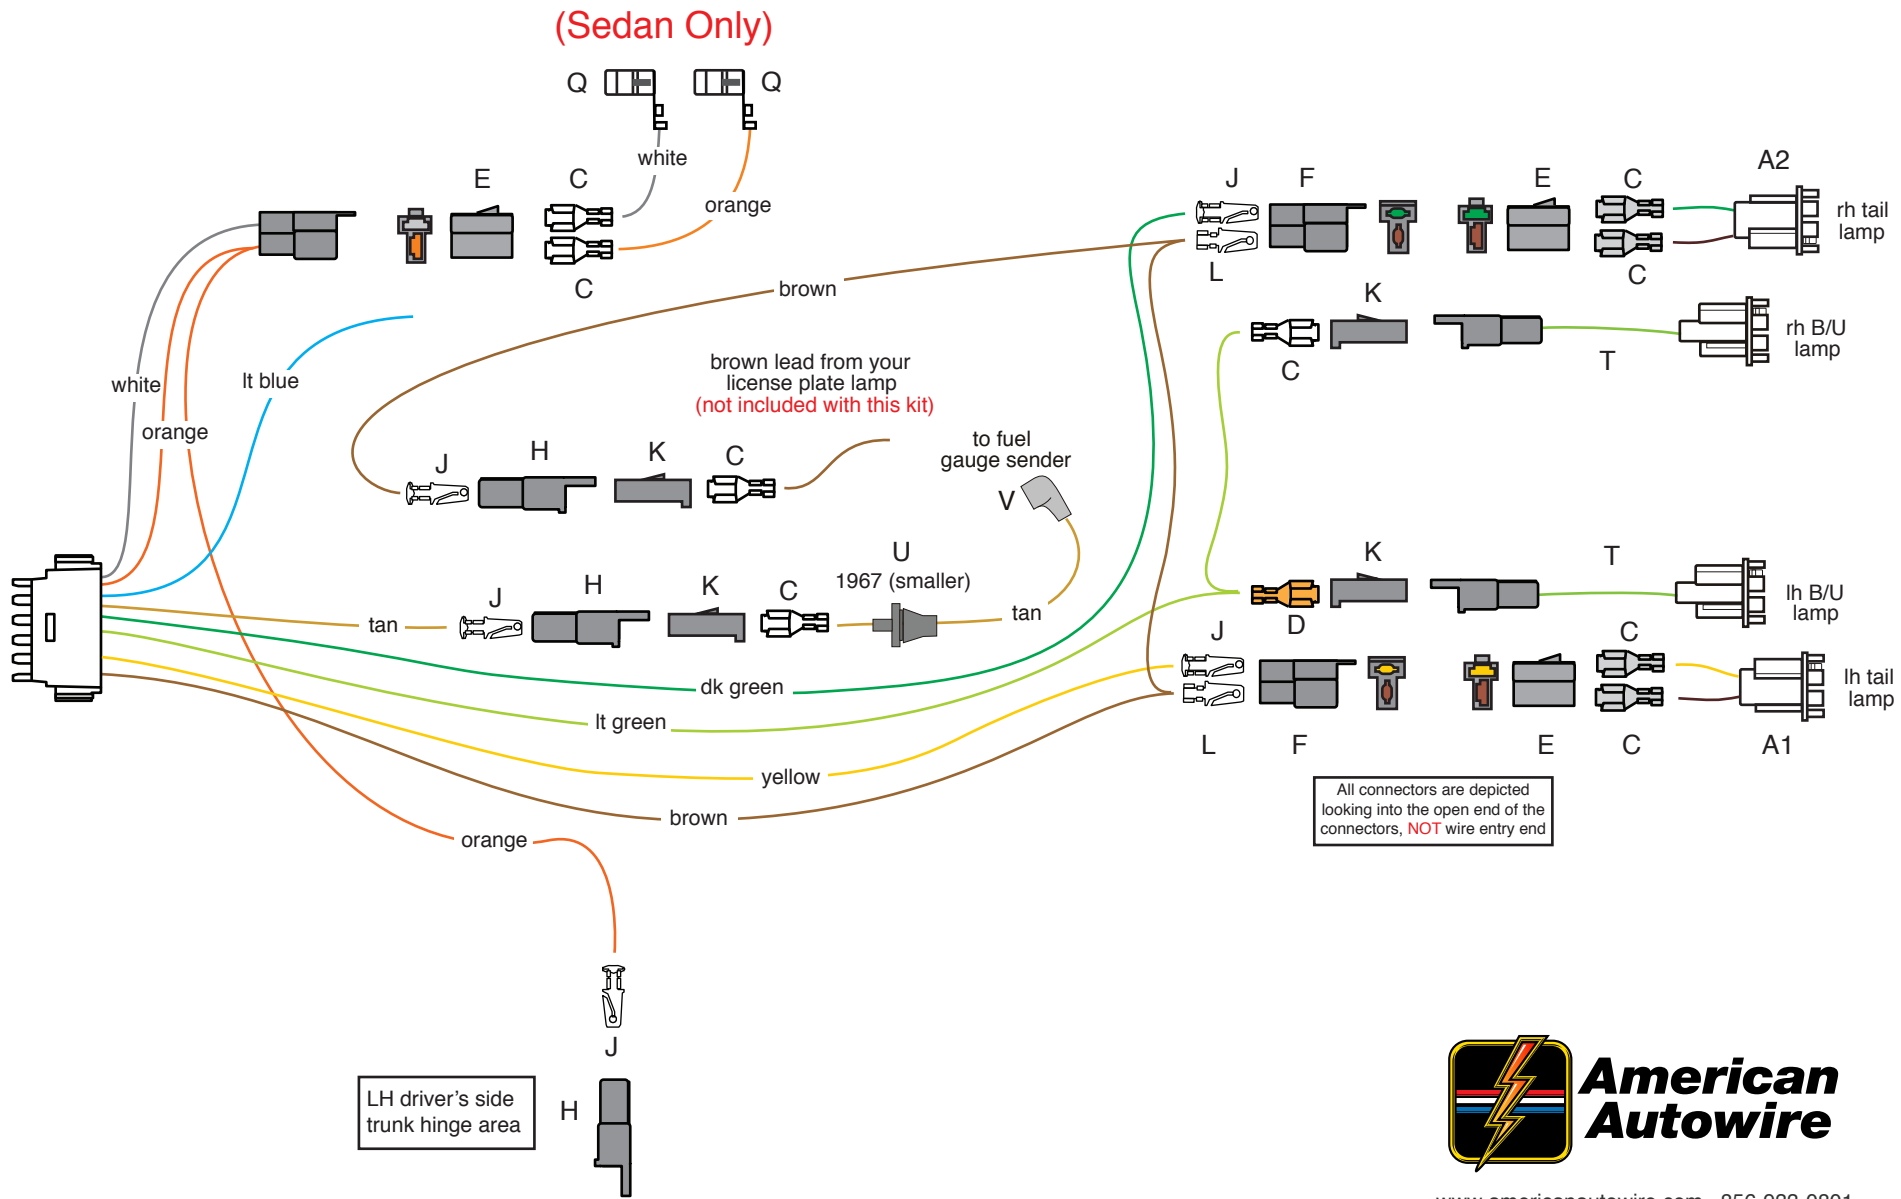 (Sedan Only)
Q
Q
white
orange
E
C
C
J
F
L
E
C
C
A2
rh tail
lamp
brown
K
C
T
rh B/U
lamp
white
lt blue
orange
brown lead from your
license plate lamp
(not included with this kit)
J
H
K
C
to fuel
gauge sender
V
U
1967 (smaller)
tan
J
H
K
C
tan
K
D
T
lh B/U
lamp
J
L
F
E
C
C
A1
lh tail
lamp
dk green
lt green
yellow
brown
orange
All connectors are depicted
looking into the open end of the
connectors, NOT wire entry end
J
H
LH driver's side
trunk hinge area
American
Autowire